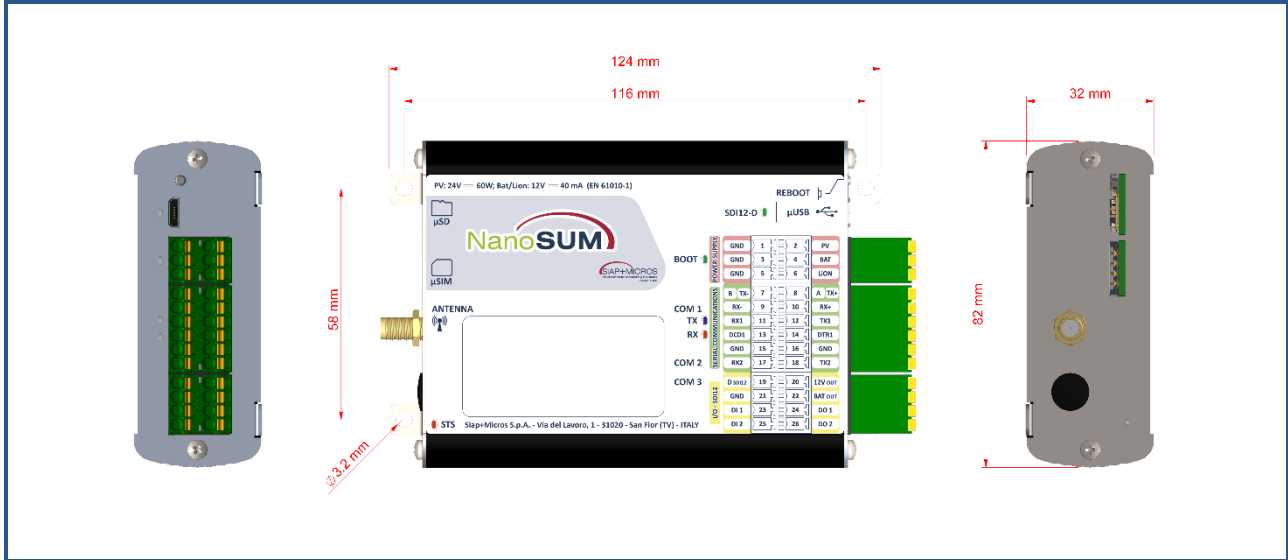 124 mm
116 mm
32 mm
58 mm
82 mm
Ø3,2 mm
PV: 24V ⎓ 60W; Bat/Lion: 12V ⎓ 40 mA (EN 61010-1)
REBOOT
SDI12-D
µUSB
µSD
NanoSUM
SIAP+MICROS
µSIM
BOOT
ANTENNA
COM 1
TX
RX
COM 2
COM 3
POWER SUPPLY
GND 1 2 PV
GND 3 4 BAT
GND 5 6 LION
SERIAL COMMUNICATIONS
B TX- 7 8 A TX+
RX- 9 10 RX+
RX1 11 12 TX1
DCD1 13 14 DTR1
GND 15 16 GND
RX2 17 18 TX2
I/O - SDI12
D SDI12 19 20 12V OUT
GND 21 22 BAT OUT
DI 1 23 24 DO 1
DI 2 25 26 DO 2
STS Siap+Micros S.p.A. - Via del Lavoro, 1 - 31020 - San Fior (TV) - ITALY